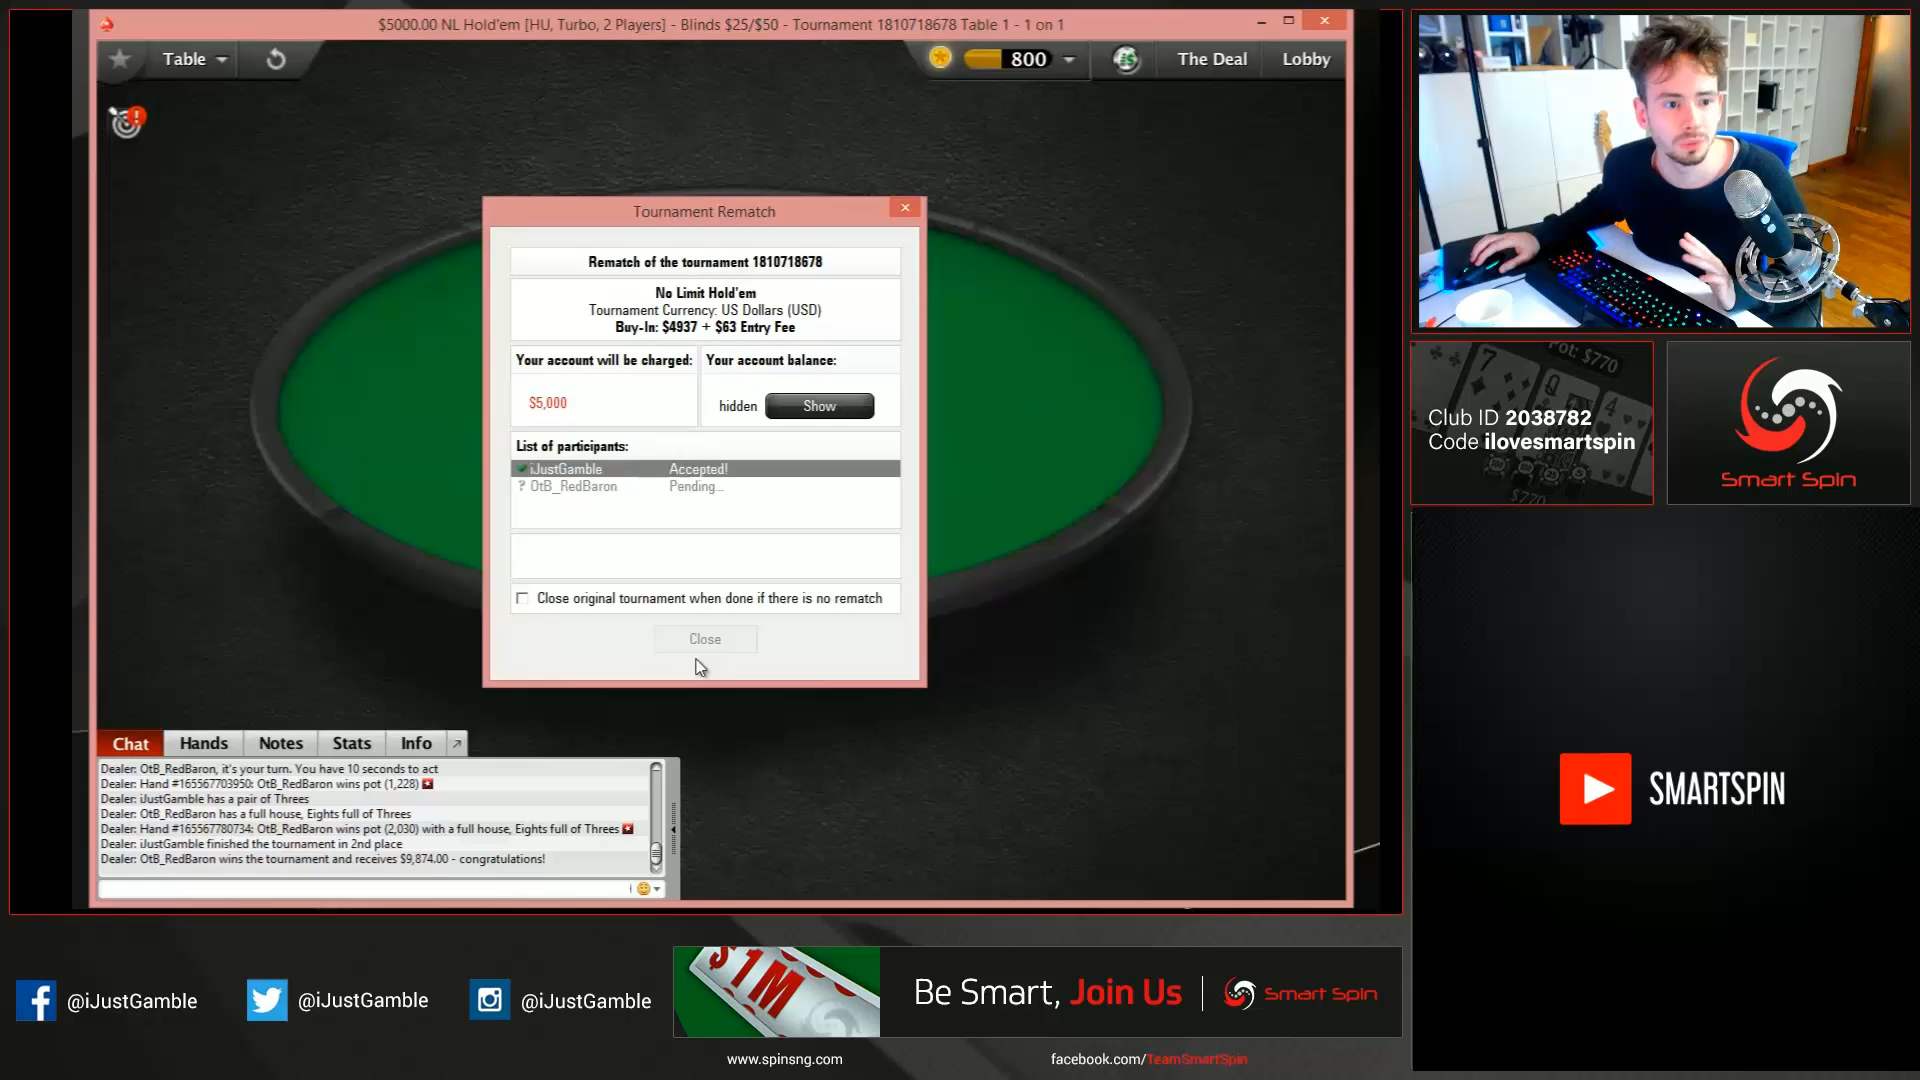 $5000.00 NL Hold'em [HU, Turbo, 2 Players] - Blinds $25/$50 - Tournament 1810718678 Table 1 - 1 on 1
Table
800
The Deal
Lobby
Tournament Rematch
Rematch of the tournament 1810718678
No Limit Hold'em
Tournament Currency: US Dollars (USD)
Buy-In: $4937 + $63 Entry Fee
Your account will be charged:
Your account balance:
$5,000
hidden
Show
List of participants:
iJustGamble Accepted!
? OtB_RedBaron Pending...
Close original tournament when done if there is no rematch
Close
Chat
Hands
Notes
Stats
Info
Dealer: OtB_RedBaron, it's your turn. You have 10 seconds to act
Dealer: Hand #165567703950: OtB_RedBaron wins pot (1,228)
Dealer: iJustGamble has a pair of Threes
Dealer: OtB_RedBaron has a full house, Eights full of Threes
Dealer: Hand #165567780734: OtB_RedBaron wins pot (2,030) with a full house, Eights full of Threes
Dealer: iJustGamble finished the tournament in 2nd place
Dealer: OtB_RedBaron wins the tournament and receives $9,874.00 - congratulations!
Pot: $770
7
Q
4
Club ID 2038782
Code ilovesmartspin
$770
Smart Spin
SMARTSPIN
@iJustGamble
@iJustGamble
@iJustGamble
$1M
Be Smart, Join Us
Smart Spin
www.spinsng.com
facebook.com/TeamSmartSpin